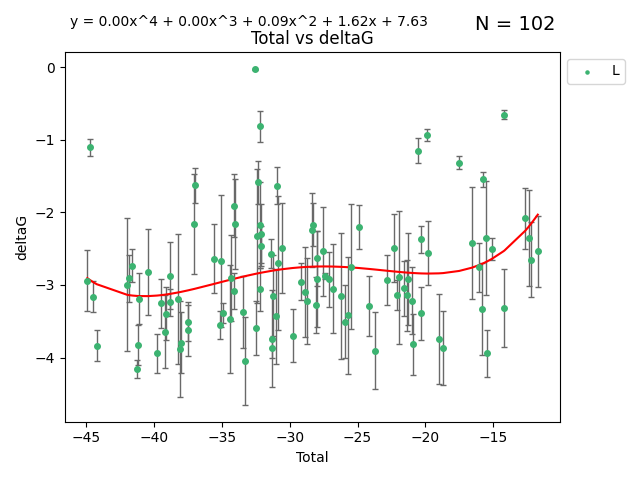 y = 0.00x^4 + 0.00x^3 + 0.09x^2 + 1.62x + 7.63
N = 102
Total vs deltaG
L
0
−1
−2
−3
−4
deltaG
−45 −40 −35 −30 −25 −20 −15
Total